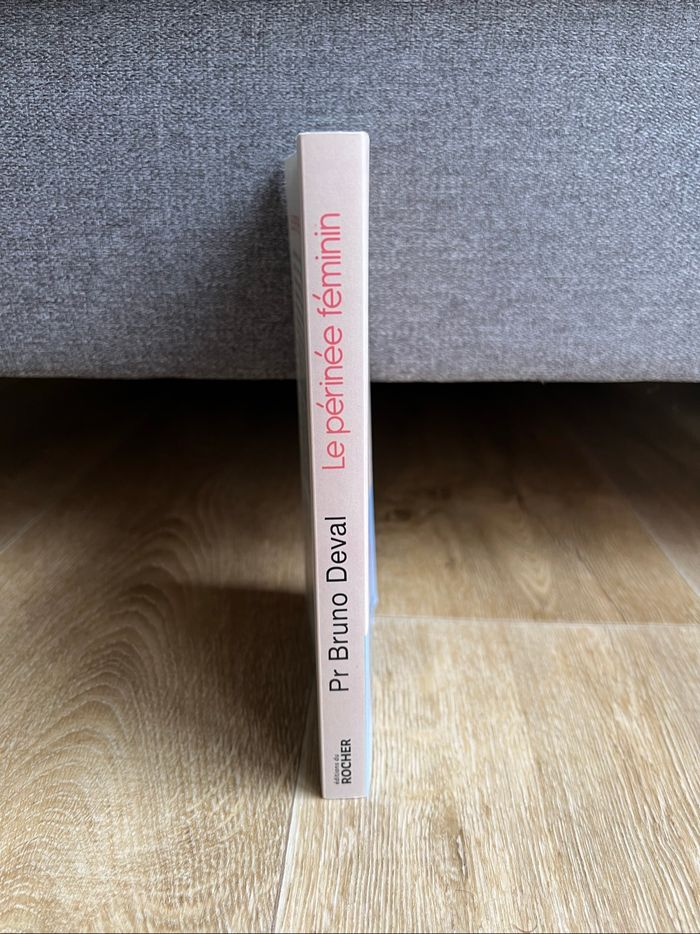 Le périnée féminin
Pr Bruno Deval
éditions du
ROCHER